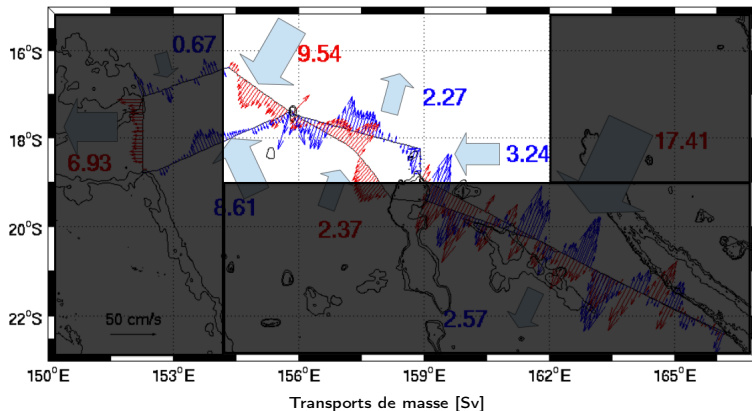 16°S
18°S
20°S
22°S
0.67
9.54
2.27
3.24
17.41
6.93
8.61
2.37
2.57
50 cm/s
150°E
153°E
156°E
159°E
162°E
165°E
Transports de masse [Sv]